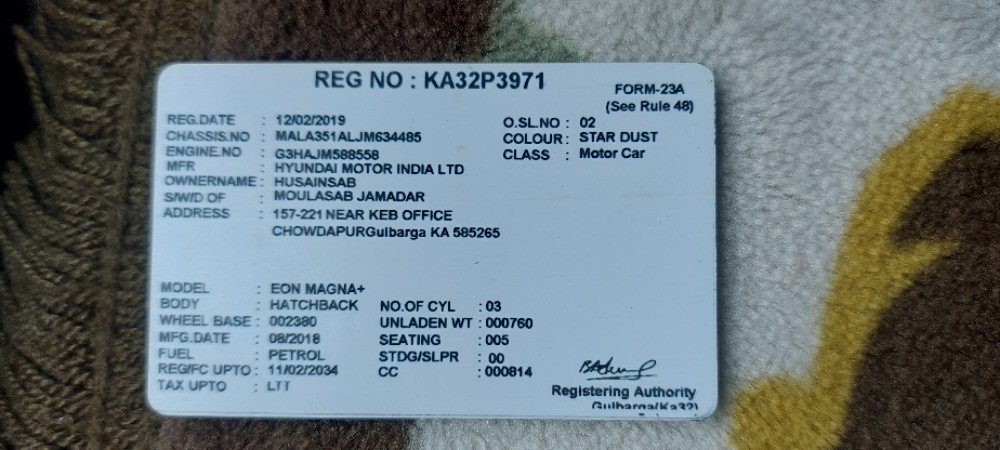 REG NO : KA32P3971
FORM-23A
(See Rule 48)
REG.DATE : 12/02/2019
O.SL.NO : 02
CHASSIS.NO : MALA351ALJM634485
COLOUR : STAR DUST
ENGINE.NO : G3HAJM588558
CLASS : Motor Car
MFR : HYUNDAI MOTOR INDIA LTD
OWNERNAME : HUSAINSAB
S/W/D OF : MOULASAB JAMADAR
ADDRESS : 157-221 NEAR KEB OFFICE
CHOWDAPURGulbarga KA 585265
MODEL : EON MAGNA+
BODY : HATCHBACK NO.OF CYL : 03
WHEEL BASE : 002380 UNLADEN WT : 000760
MFG.DATE : 08/2018 SEATING : 005
FUEL : PETROL STDG/SLPR : 00
REG/FC UPTO : 11/02/2034 CC : 000814
TAX UPTO : LTT
Registering Authority
Gulbarga(Ka32)